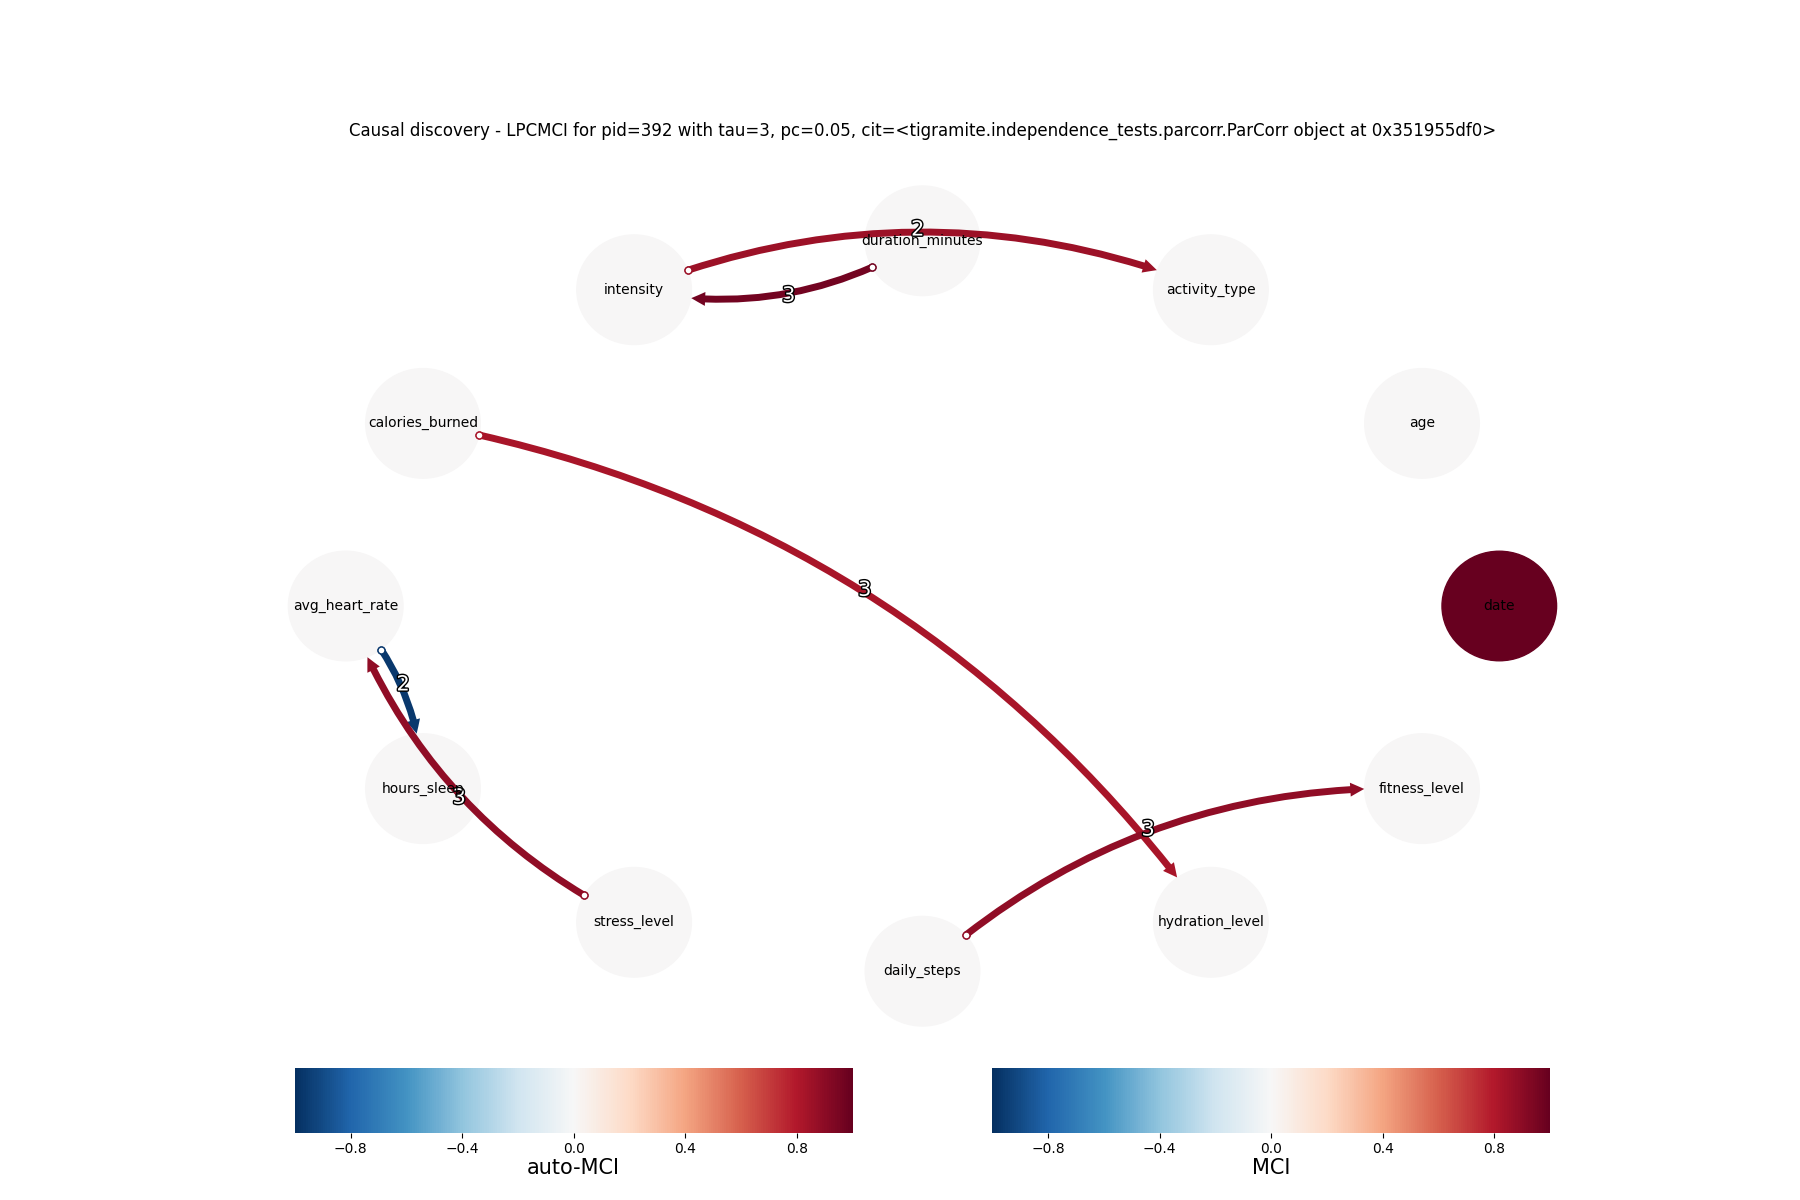 Causal discovery - LPCMCI for pid=392 with tau=3, pc=0.05, cit=<tigramite.independence_tests.parcorr.ParCorr object at 0x351955df0>
2
duration_minutes
intensity
3
activity_type
calories_burned
age
3
avg_heart_rate
date
2
hours_sleep
3
fitness_level
3
stress_level
hydration_level
daily_steps
−0.8 −0.4 0.0 0.4 0.8
auto-MCI
−0.8 −0.4 0.0 0.4 0.8
MCI